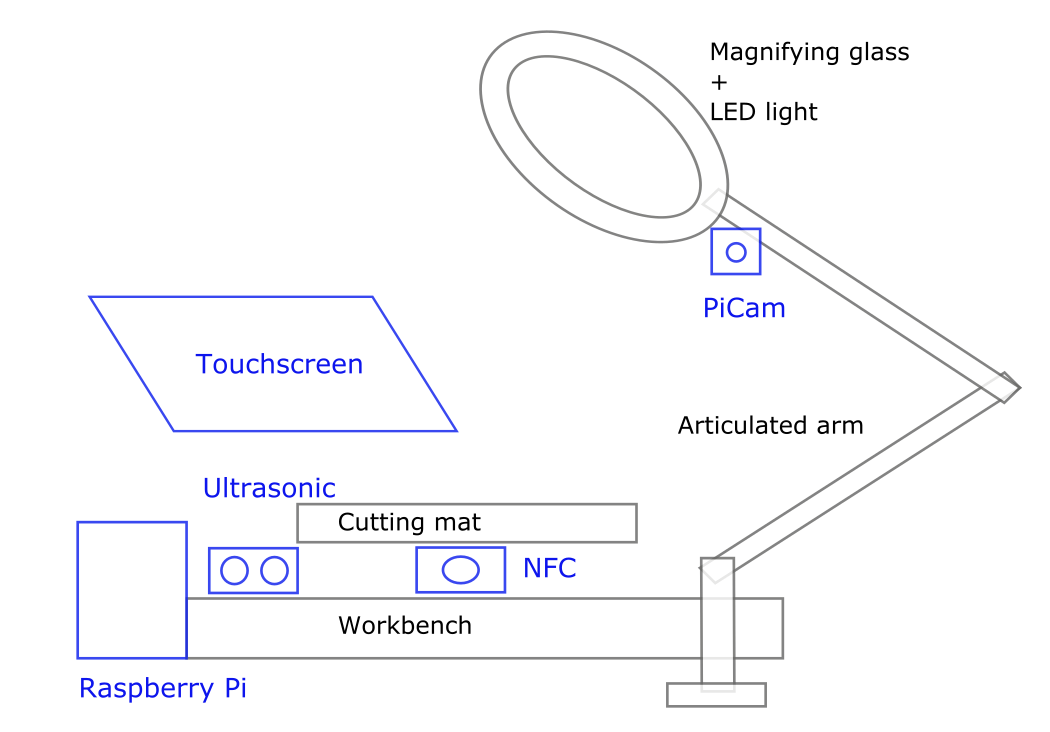 Magnifying glass
+
LED light
PiCam
Touchscreen
Articulated arm
Ultrasonic
Cutting mat
NFC
Workbench
Raspberry Pi